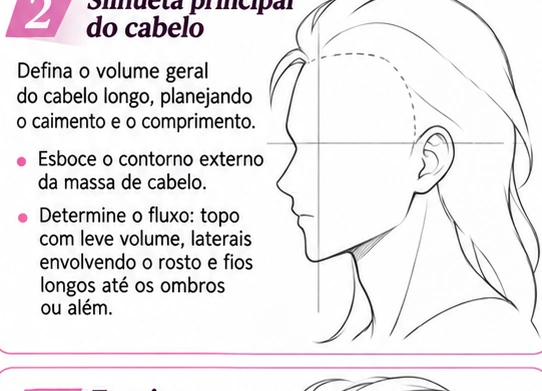 2 Silhueta principal
do cabelo
Defina o volume geral
do cabelo longo, planejando
o caimento e o comprimento.
• Esboce o contorno externo
da massa de cabelo.
• Determine o fluxo: topo
com leve volume, laterais
envolvendo o rosto e fios
longos até os ombros
ou além.